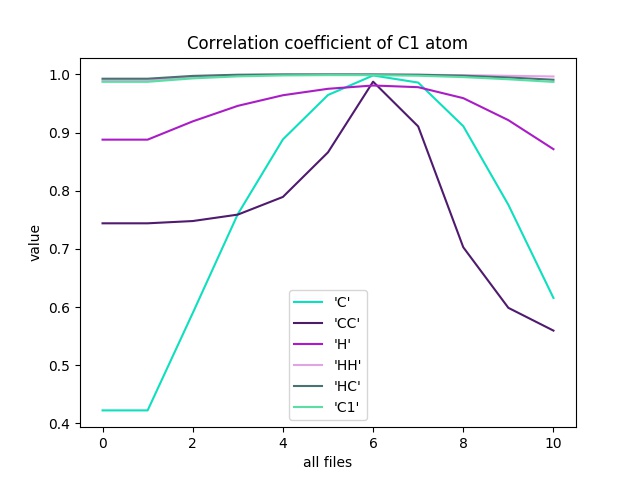 Correlation coefficient of C1 atom
1.0
0.9
0.8
0.7
0.6
0.5
0.4
value
'C'
'CC'
'H'
'HH'
'HC'
'C1'
0 2 4 6 8 10
all files